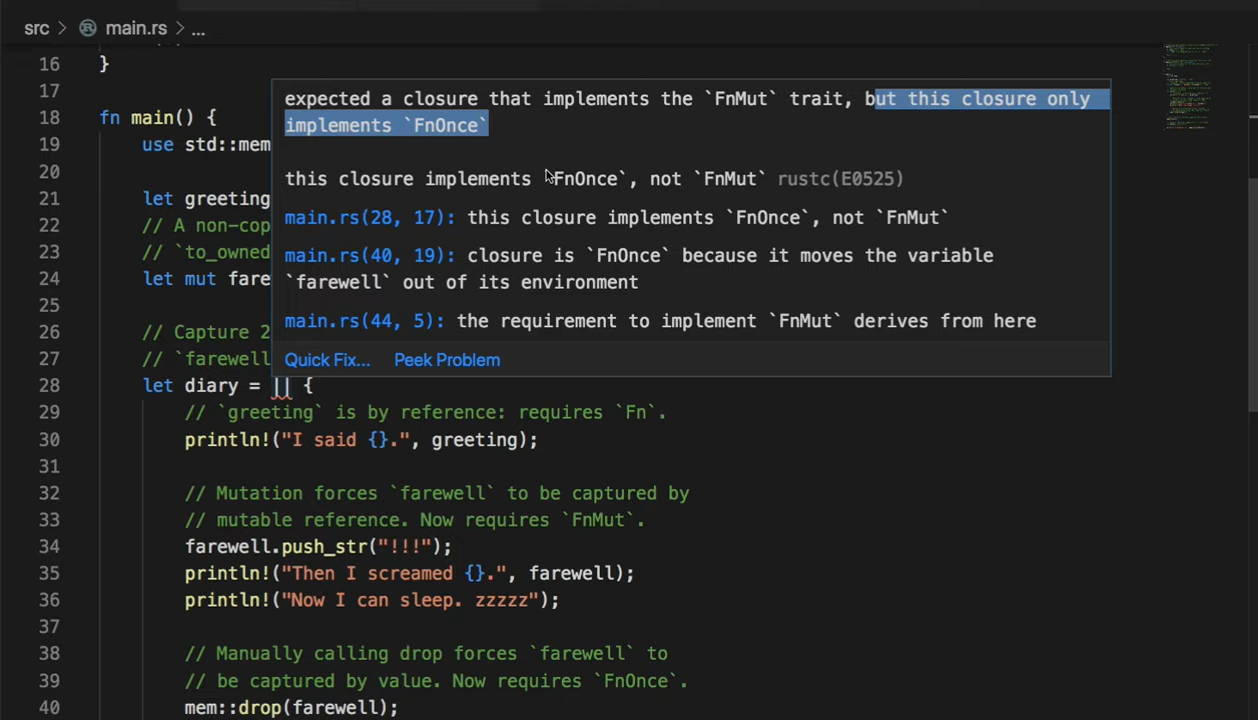 src > main.rs > ...
16 }
17
expected a closure that implements the `FnMut` trait, but this closure only
implements `FnOnce`
this closure implements `FnOnce`, not `FnMut` rustc(E0525)
main.rs(28, 17): this closure implements `FnOnce`, not `FnMut`
main.rs(40, 19): closure is `FnOnce` because it moves the variable
`farewell` out of its environment
main.rs(44, 5): the requirement to implement `FnMut` derives from here
Quick Fix... Peek Problem
18 fn main() {
19 use std::mem
20
21 let greeting
22 // A non-cop
23 // `to_owned
24 let mut fare
25
26 // Capture 2
27 // `farewell
28 let diary = || {
29 // `greeting` is by reference: requires `Fn`.
30 println!("I said {}.", greeting);
31
32 // Mutation forces `farewell` to be captured by
33 // mutable reference. Now requires `FnMut`.
34 farewell.push_str("!!!");
35 println!("Then I screamed {}.", farewell);
36 println!("Now I can sleep. zzzzz");
37
38 // Manually calling drop forces `farewell` to
39 // be captured by value. Now requires `FnOnce`.
40 mem::drop(farewell);